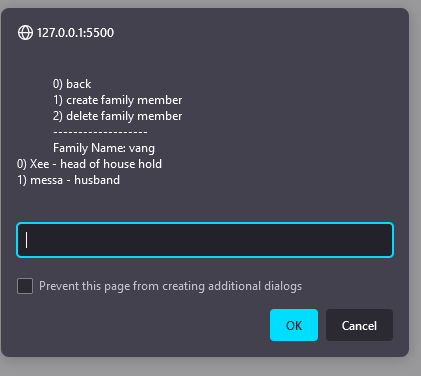 127.0.0.1:5500
0) back
1) create family member
2) delete family member
-------------------
Family Name: vang
0) Xee - head of house hold
1) messa - husband
Prevent this page from creating additional dialogs
OK
Cancel